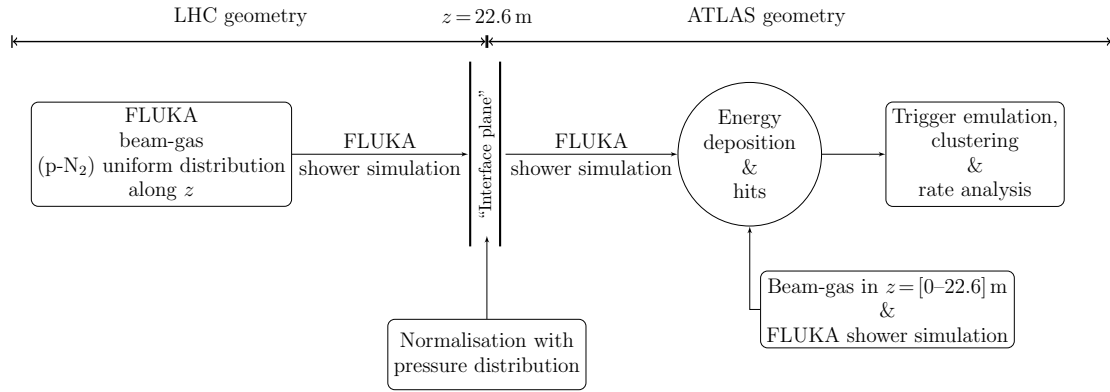 LHC geometry
z = 22.6 m
ATLAS geometry
FLUKA
beam-gas
(p-N₂) uniform distribution
along z
FLUKA
shower simulation
“Interface plane”
FLUKA
shower simulation
Energy
deposition
&
hits
Trigger emulation,
clustering
&
rate analysis
Normalisation with
pressure distribution
Beam-gas in z = [0–22.6] m
&
FLUKA shower simulation